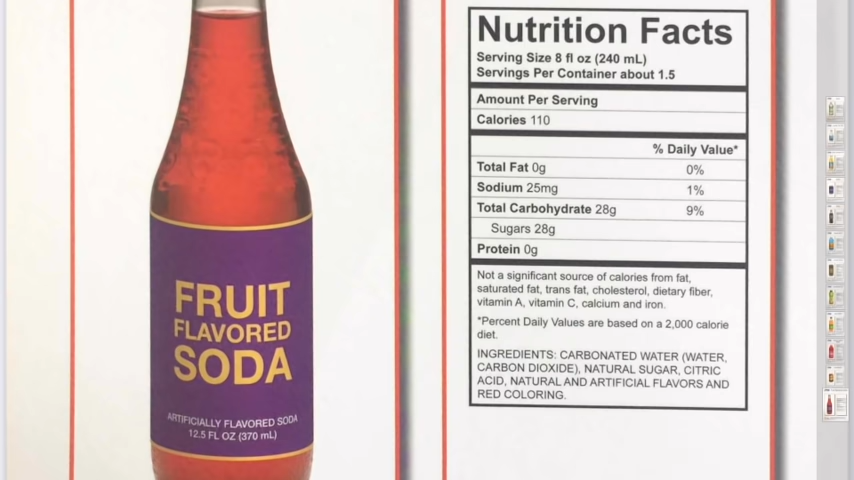 FRUIT
FLAVORED
SODA
ARTIFICIALLY FLAVORED SODA
12.5 FL OZ (370 mL)
Nutrition Facts
Serving Size 8 fl oz (240 mL)
Servings Per Container about 1.5
Amount Per Serving
Calories 110
% Daily Value*
Total Fat 0g 0%
Sodium 25mg 1%
Total Carbohydrate 28g 9%
Sugars 28g
Protein 0g
Not a significant source of calories from fat,
saturated fat, trans fat, cholesterol, dietary fiber,
vitamin A, vitamin C, calcium and iron.
*Percent Daily Values are based on a 2,000 calorie
diet.
INGREDIENTS: CARBONATED WATER (WATER,
CARBON DIOXIDE), NATURAL SUGAR, CITRIC
ACID, NATURAL AND ARTIFICIAL FLAVORS AND
RED COLORING.